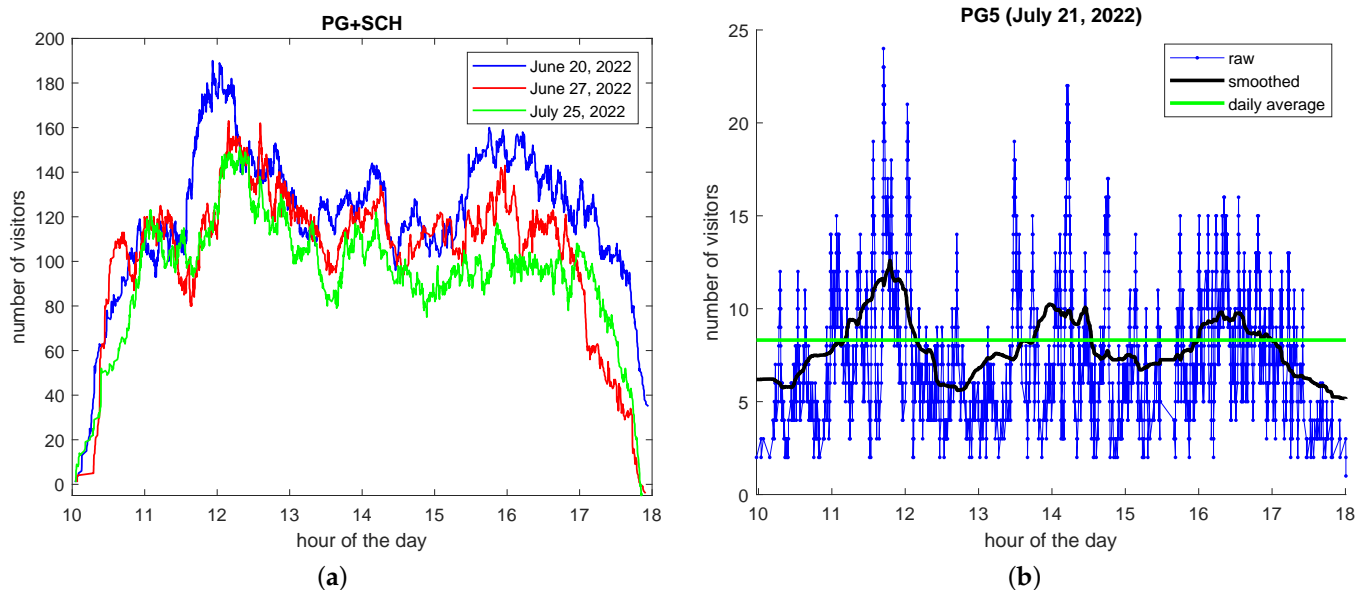 PG+SCH
200
180
160
140
120
100
80
60
40
20
0
number of visitors
10 11 12 13 14 15 16 17 18
hour of the day
June 20, 2022
June 27, 2022
July 25, 2022
(a)
PG5 (July 21, 2022)
25
20
15
10
5
0
number of visitors
10 11 12 13 14 15 16 17 18
hour of the day
raw
smoothed
daily average
(b)